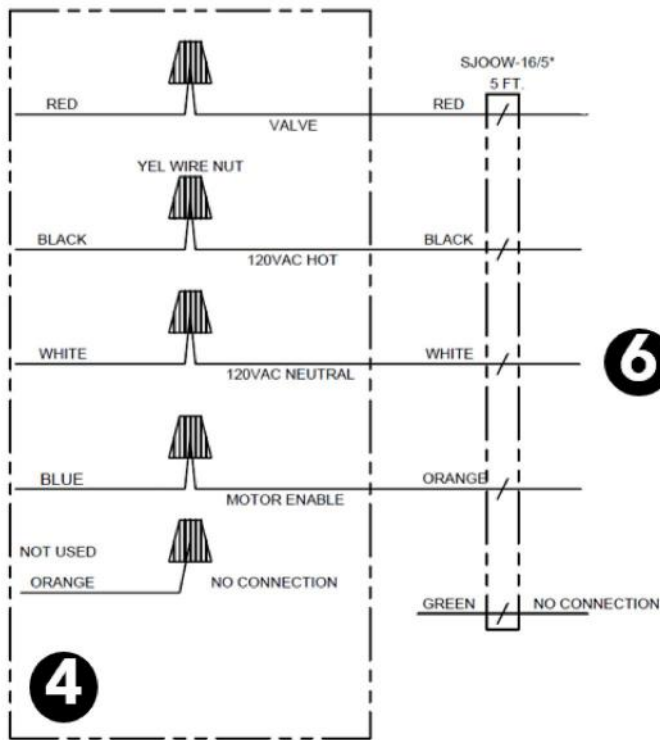 SJOOW-16/5*
5 FT.
RED
VALVE
RED
YEL WIRE NUT
BLACK
120VAC HOT
BLACK
WHITE
120VAC NEUTRAL
WHITE
6
BLUE
MOTOR ENABLE
ORANGE
NOT USED
ORANGE
NO CONNECTION
GREEN
NO CONNECTION
4